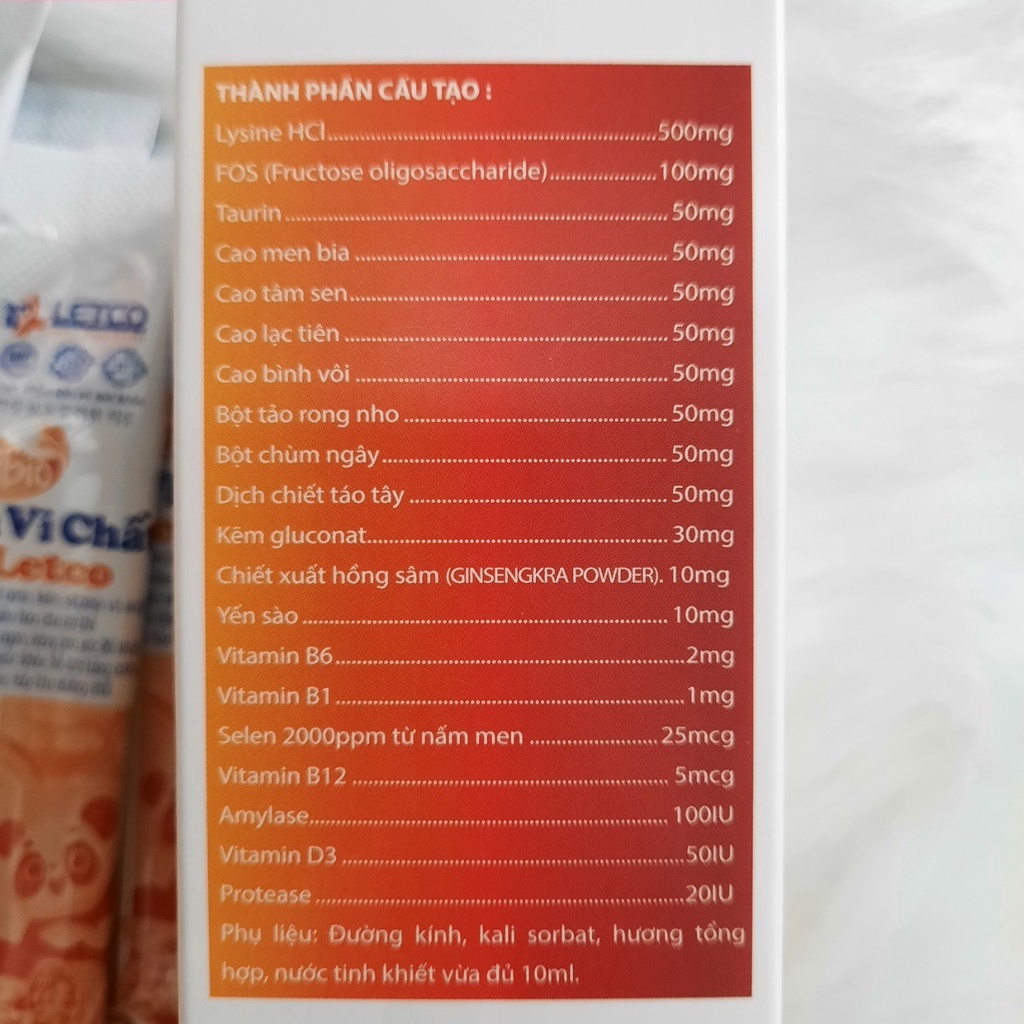 THÀNH PHẦN CẤU TẠO :
Lysine HCl.....................................................500mg
FOS (Fructose oligosaccharide).....................100mg
Taurin............................................................ 50mg
Cao men bia ................................................. 50mg
Cao tâm sen.................................................. 50mg
Cao lạc tiên ................................................... 50mg
Cao bình vôi ................................................. 50mg
Bột tảo rong nho .......................................... 50mg
Bột chùm ngây.............................................. 50mg
Dịch chiết táo tây ......................................... 50mg
Kẽm gluconat................................................ 30mg
Chiết xuất hồng sâm (GINSENGKRA POWDER). 10mg
Yến sào .......................................................... 10mg
Vitamin B6.......................................................2mg
Vitamin B1.......................................................1mg
Selen 2000ppm từ nấm men ..................... 25mcg
Vitamin B12 .................................................. 5mcg
Amylase......................................................... 100IU
Vitamin D3 ......................................................50IU
Protease ..........................................................20IU
Phụ liệu: Đường kính, kali sorbat, hương tổng
hợp, nước tinh khiết vừa đủ 10ml.
LETCO
Bio
Vi Chấ
Letco